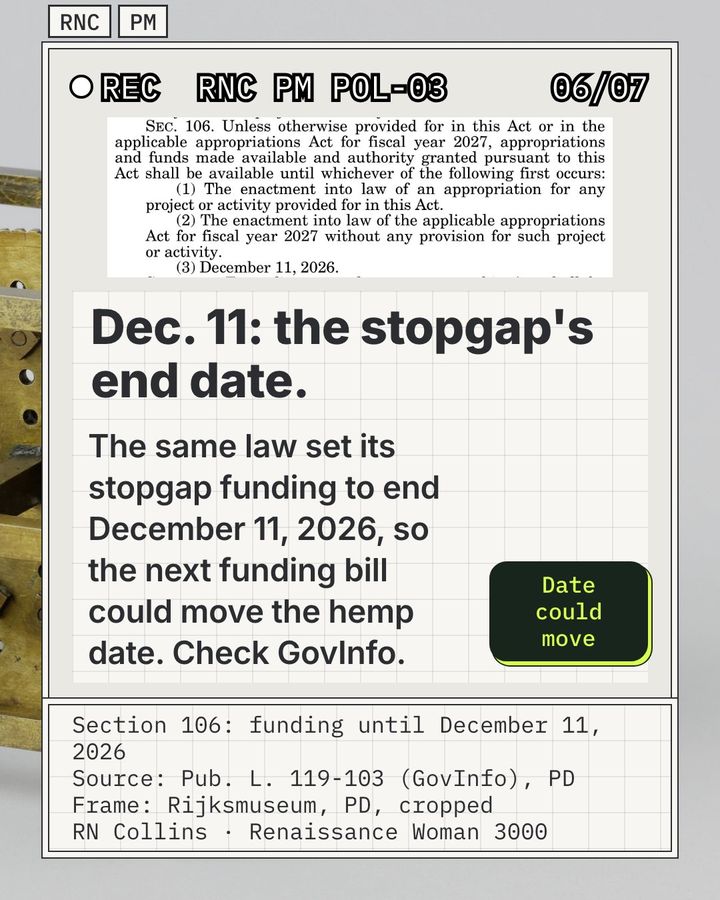 RNC PM
REC RNC PM POL-03 06/07
SEC. 106. Unless otherwise provided for in this Act or in the
applicable appropriations Act for fiscal year 2027, appropriations
and funds made available and authority granted pursuant to this
Act shall be available until whichever of the following first occurs:
(1) The enactment into law of an appropriation for any
project or activity provided for in this Act.
(2) The enactment into law of the applicable appropriations
Act for fiscal year 2027 without any provision for such project
or activity.
(3) December 11, 2026.
Dec. 11: the stopgap's
end date.
The same law set its
stopgap funding to end
December 11, 2026, so
the next funding bill
could move the hemp
date. Check GovInfo.
Date
could
move
Section 106: funding until December 11,
2026
Source: Pub. L. 119-103 (GovInfo), PD
Frame: Rijksmuseum, PD, cropped
RN Collins · Renaissance Woman 3000